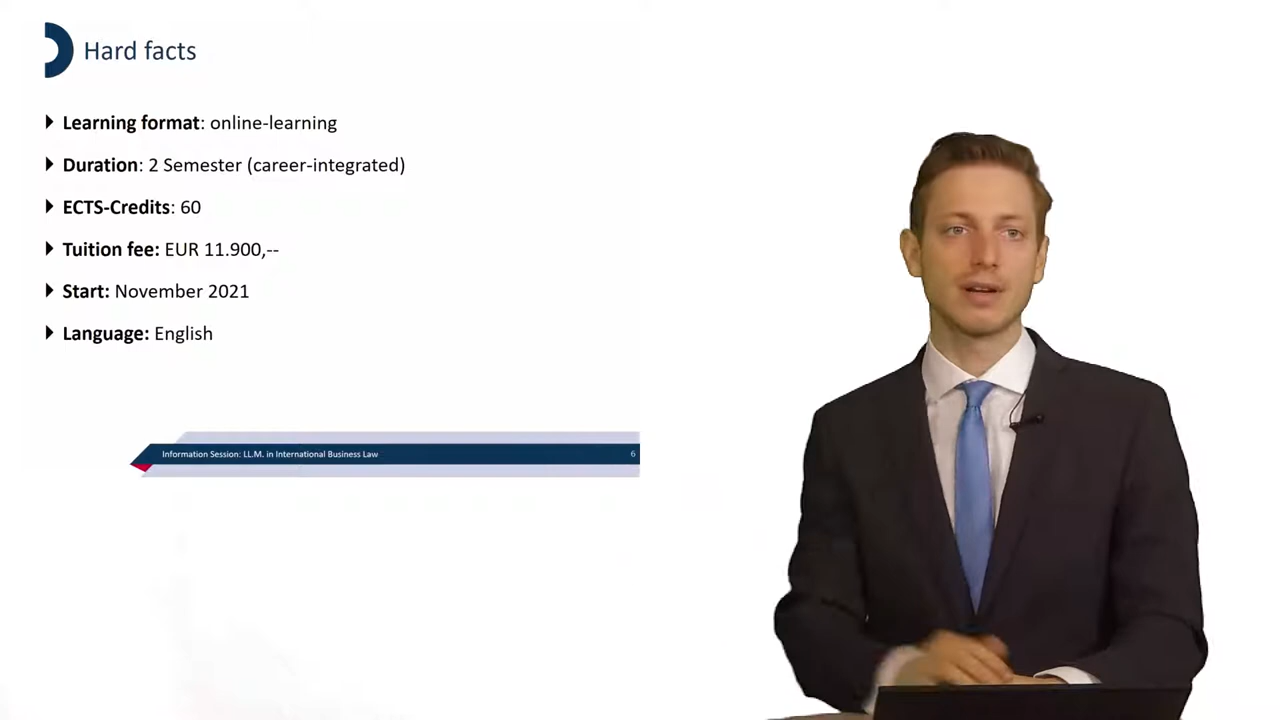 Hard facts
Learning format: online-learning
Duration: 2 Semester (career-integrated)
ECTS-Credits: 60
Tuition fee: EUR 11.900,--
Start: November 2021
Language: English
Information Session: LL.M. in International Business Law 6